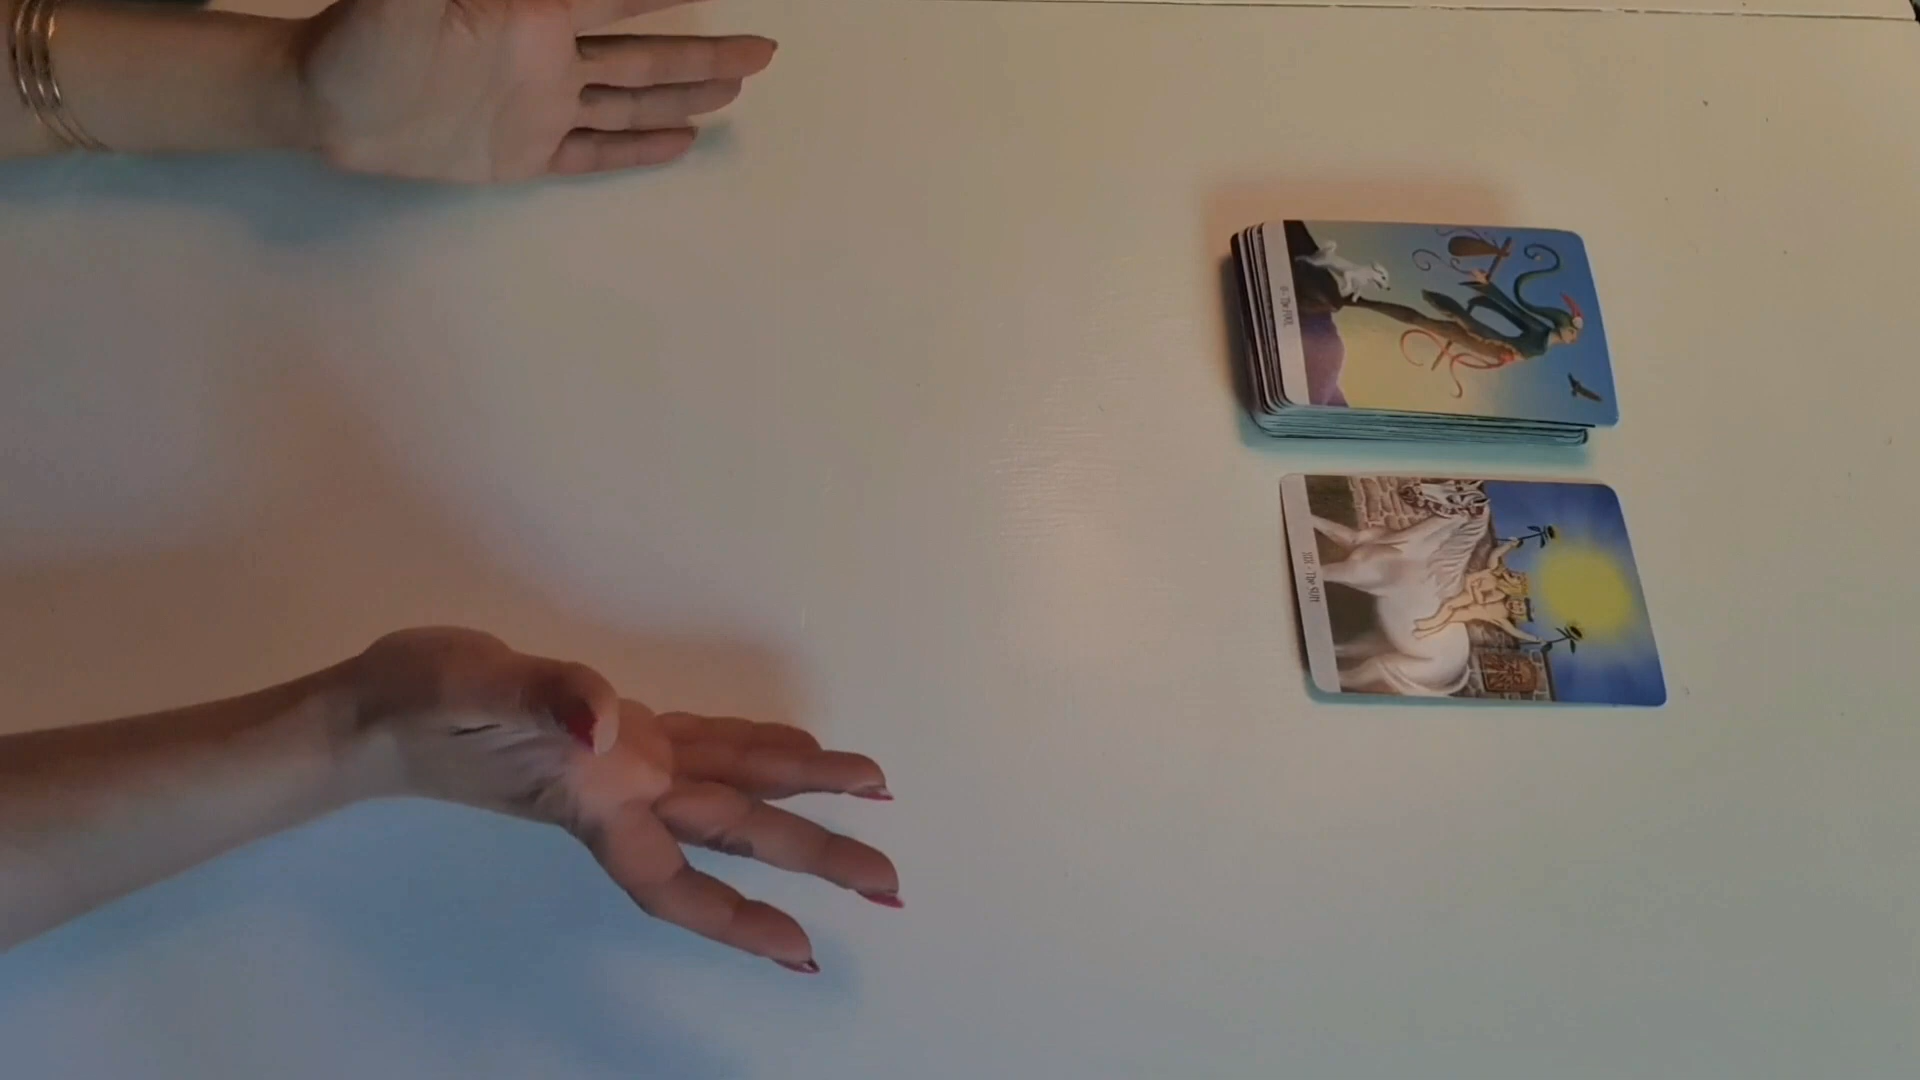 0 - The FOOL
XIX - The SUN